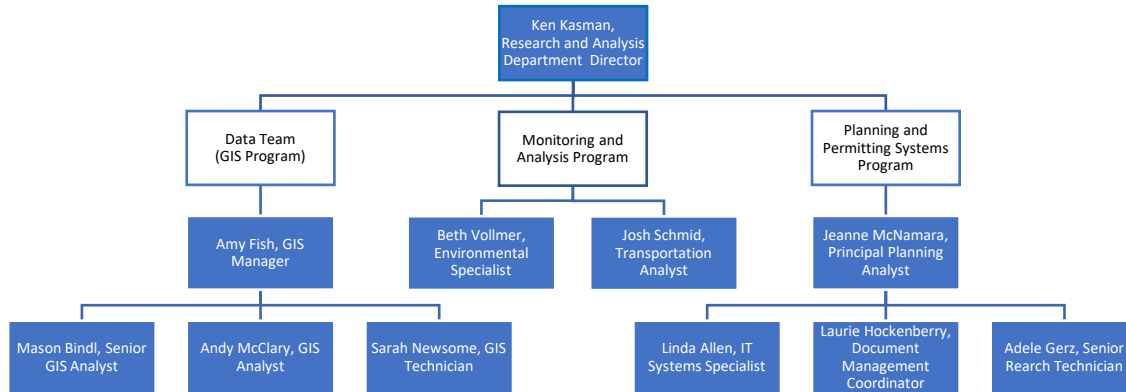 Ken Kasman,
Research and Analysis
Department Director
Data Team
(GIS Program)
Monitoring and
Analysis Program
Planning and
Permitting Systems
Program
Amy Fish, GIS
Manager
Beth Vollmer,
Environmental
Specialist
Josh Schmid,
Transportation
Analyst
Jeanne McNamara,
Principal Planning
Analyst
Mason Bindl, Senior
GIS Analyst
Andy McClary, GIS
Analyst
Sarah Newsome, GIS
Technician
Linda Allen, IT
Systems Specialist
Laurie Hockenberry,
Document
Management
Coordinator
Adele Gerz, Senior
Rearch Technician